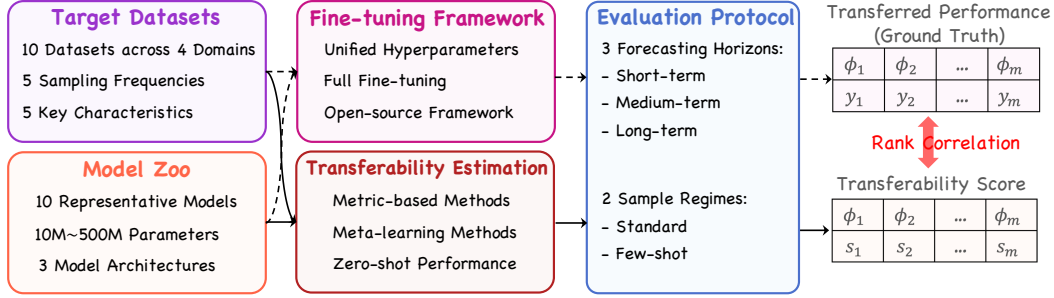 Target Datasets
10 Datasets across 4 Domains
5 Sampling Frequencies
5 Key Characteristics
Model Zoo
10 Representative Models
10M~500M Parameters
3 Model Architectures
Fine-tuning Framework
Unified Hyperparameters
Full Fine-tuning
Open-source Framework
Transferability Estimation
Metric-based Methods
Meta-learning Methods
Zero-shot Performance
Evaluation Protocol
3 Forecasting Horizons:
- Short-term
- Medium-term
- Long-term
2 Sample Regimes:
- Standard
- Few-shot
Transferred Performance
(Ground Truth)
ϕ₁ ϕ₂ ... ϕₘ
y₁ y₂ ... yₘ
Rank Correlation
Transferability Score
ϕ₁ ϕ₂ ... ϕₘ
s₁ s₂ ... sₘ